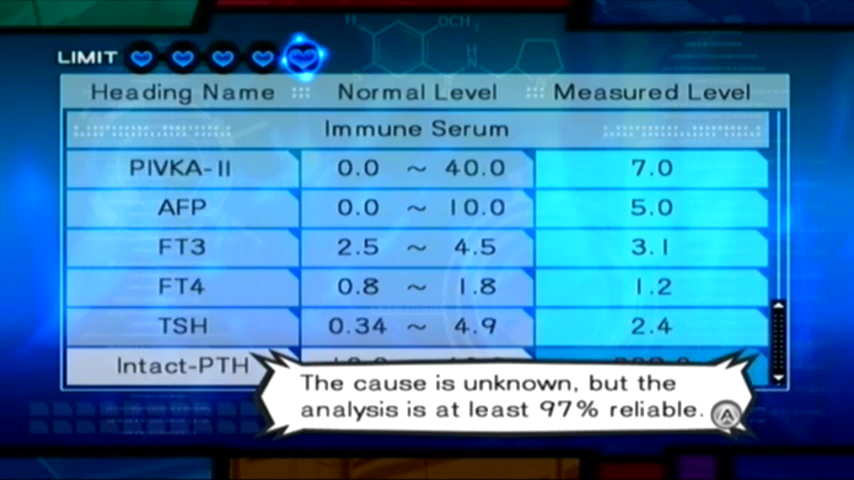 H
OCH3
H
N
LIMIT
Heading Name Normal Level Measured Level
Immune Serum
PIVKA-II 0.0 ~ 40.0 7.0
AFP 0.0 ~ 10.0 5.0
FT3 2.5 ~ 4.5 3.1
FT4 0.8 ~ 1.8 1.2
TSH 0.34 ~ 4.9 2.4
Intact-PTH
The cause is unknown, but the
analysis is at least 97% reliable. A